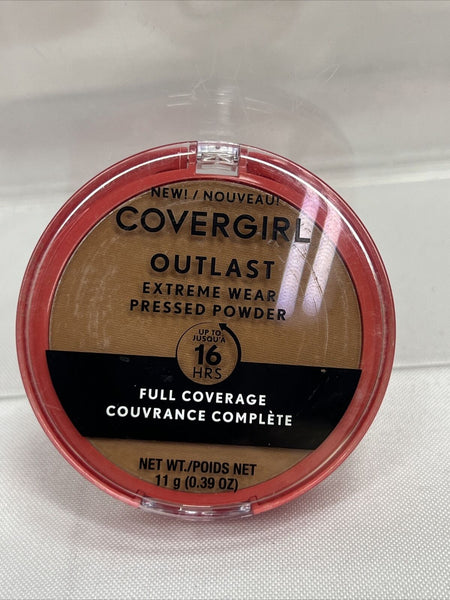 NEW! / NOUVEAU!
COVERGIRL
OUTLAST
EXTREME WEAR
PRESSED POWDER
UP TO
JUSQU'À
16
HRS
FULL COVERAGE
COUVRANCE COMPLÈTE
NET WT./POIDS NET
11 g (0.39 OZ)